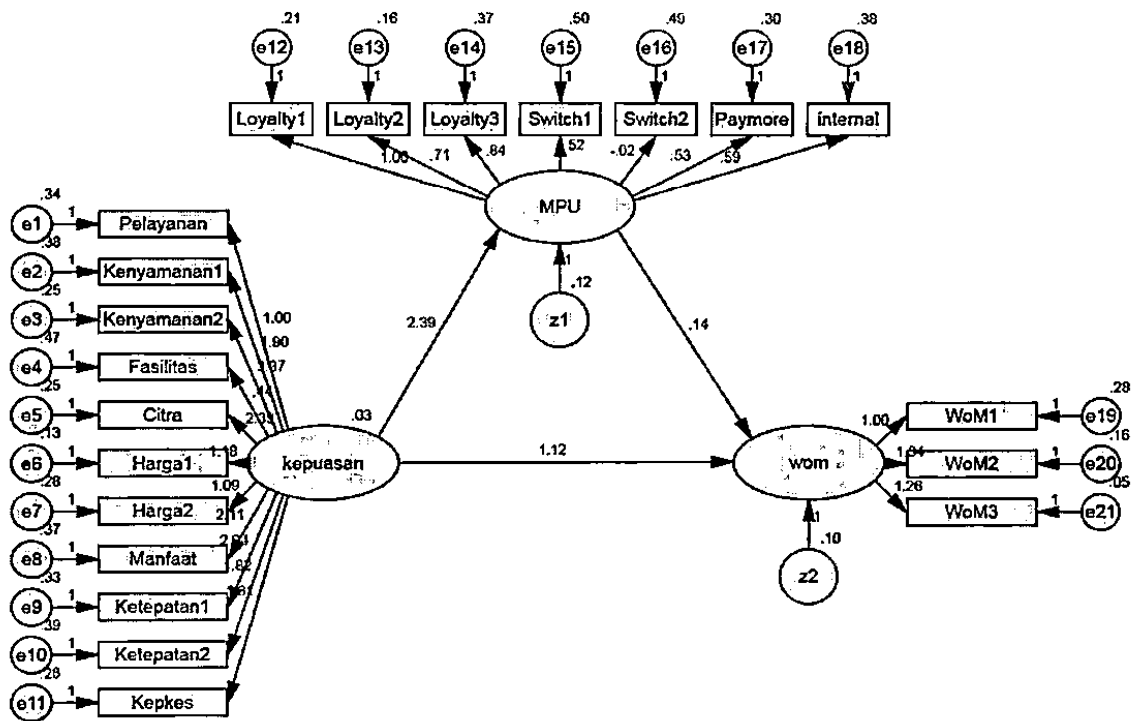 .21 .16 .37 .50 .49 .30 .38
e12 e13 e14 e15 e16 e17 e18
1 1 1 1 1 1 1
Loyalty1 Loyalty2 Loyalty3 Switch1 Switch2 Paymore internal
1.00 .71 .84 .52 -.02 .53 .59
MPU
1
.12
z1
.34
e1 1 Pelayanan
.38
e2 1 Kenyamanan1
.25
e3 1 Kenyamanan2
.47
e4 1 Fasilitas
.25
e5 1 Citra
.13
e6 1 Harga1
.28
e7 1 Harga2
.37
e8 1 Manfaat
.33
e9 1 Ketepatan1
.39
e10 1 Ketepatan2
.28
e11 1 Kepkes
1.00
1.90
.44
1.18
1.09
2.11
.03
kepuasan
2.39
.14
1.12
wom
1
.10
z2
.28
1.00 WoM1 1 e19
.16
WoM2 1 e20
.05
1.26 WoM3 1 e21